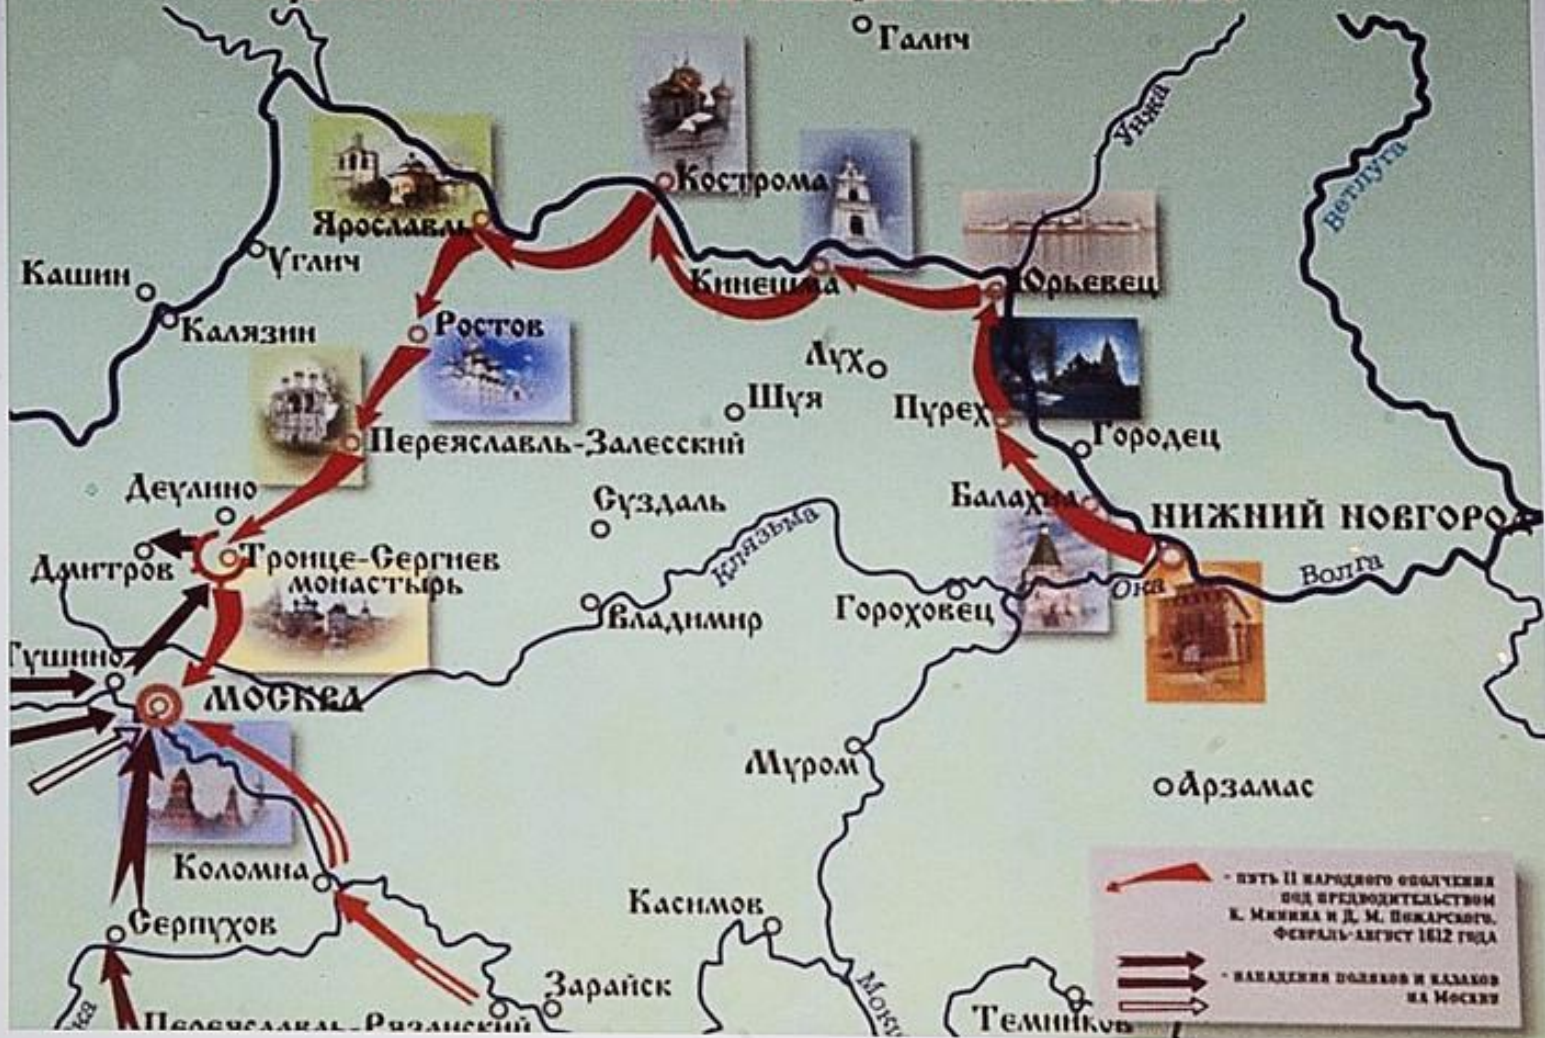 Галич
Унжа
Ветлуга
Кострома
Ярославль
Углич
Кашин
Калязин
Кинешма
Юрьевец
Ростов
Лух
Шуя
Пурех
Городец
Переяславль-Залесский
Деулино
Суздаль
Балахна
НИЖНИЙ НОВГОРОД
Клязьма
Дмитров
Троице-Сергиев
монастырь
Волга
Ока
Владимир
Гороховец
Тушино
МОСКВА
Муром
Арзамас
Коломна
Касимов
Серпухов
Зарайск
Переяславль-Рязанский
Темников
- путь II народного ополчения
под предводительством
К. Минина и Д. М. Пожарского.
Февраль-август 1612 года
- нападения поляков и казаков
на Москву